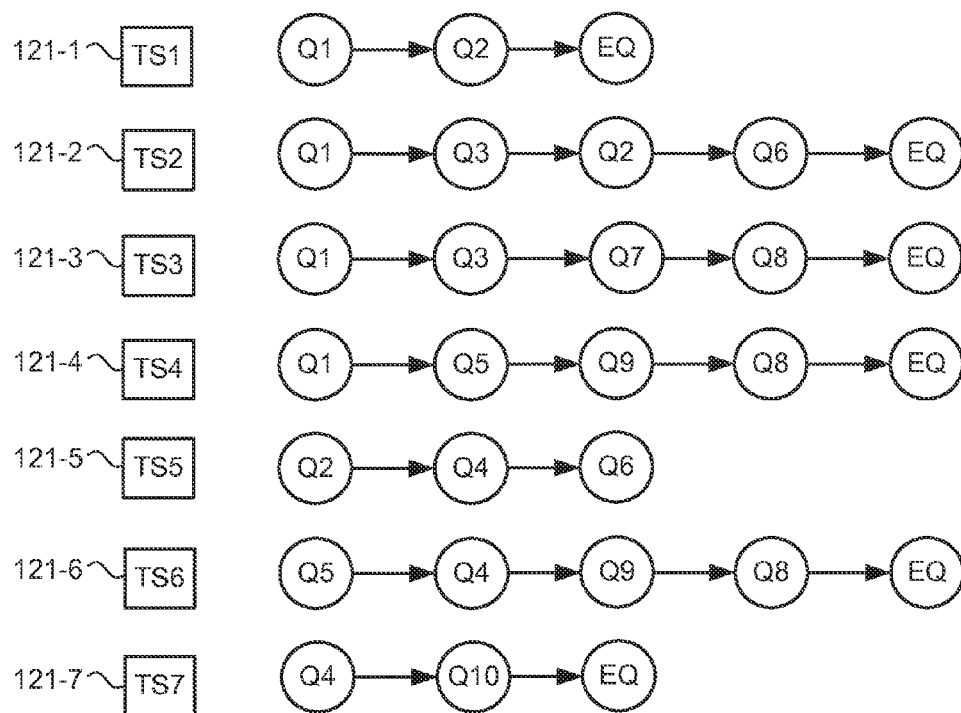 121-1 TS1 Q1 Q2 EQ
121-2 TS2 Q1 Q3 Q2 Q6 EQ
121-3 TS3 Q1 Q3 Q7 Q8 EQ
121-4 TS4 Q1 Q5 Q9 Q8 EQ
121-5 TS5 Q2 Q4 Q6
121-6 TS6 Q5 Q4 Q9 Q8 EQ
121-7 TS7 Q4 Q10 EQ